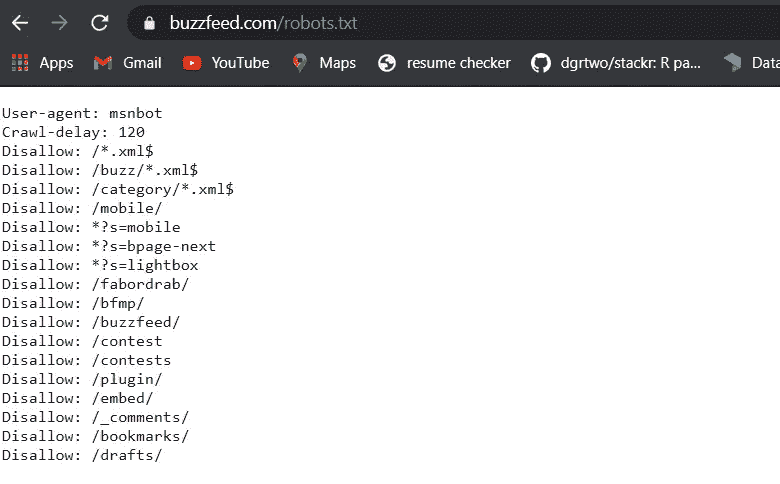 buzzfeed.com/robots.txt
Apps Gmail YouTube Maps resume checker dgrtwo/stackr: R pa... Data
User-agent: msnbot
Crawl-delay: 120
Disallow: /*.xml$
Disallow: /buzz/*.xml$
Disallow: /category/*.xml$
Disallow: /mobile/
Disallow: *?s=mobile
Disallow: *?s=bpage-next
Disallow: *?s=lightbox
Disallow: /fabordrab/
Disallow: /bfmp/
Disallow: /buzzfeed/
Disallow: /contest
Disallow: /contests
Disallow: /plugin/
Disallow: /embed/
Disallow: /_comments/
Disallow: /bookmarks/
Disallow: /drafts/